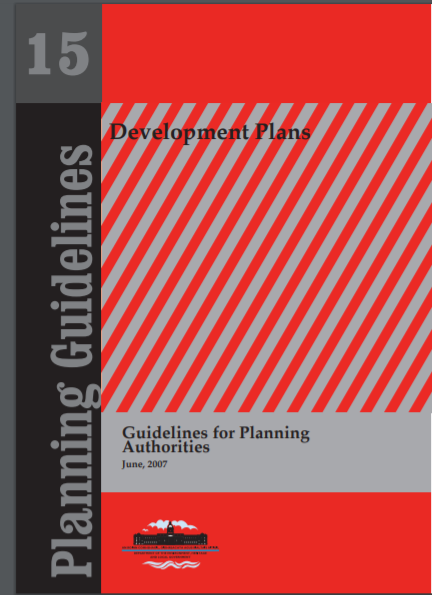 15
Planning Guidelines
Development Plans
Guidelines for Planning
Authorities
June, 2007